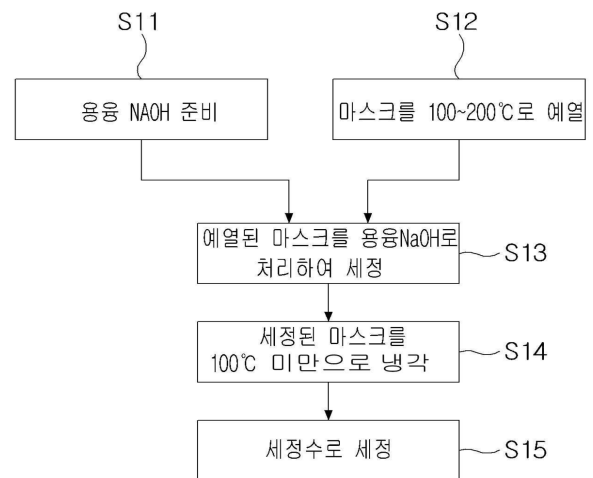 S11
S12
용융 NAOH 준비
마스크를 100~200℃로 예열
예열된 마스크를 용융NaOH로
처리하여 세정
S13
세정된 마스크를
100℃ 미만으로 냉각
S14
세정수로 세정
S15